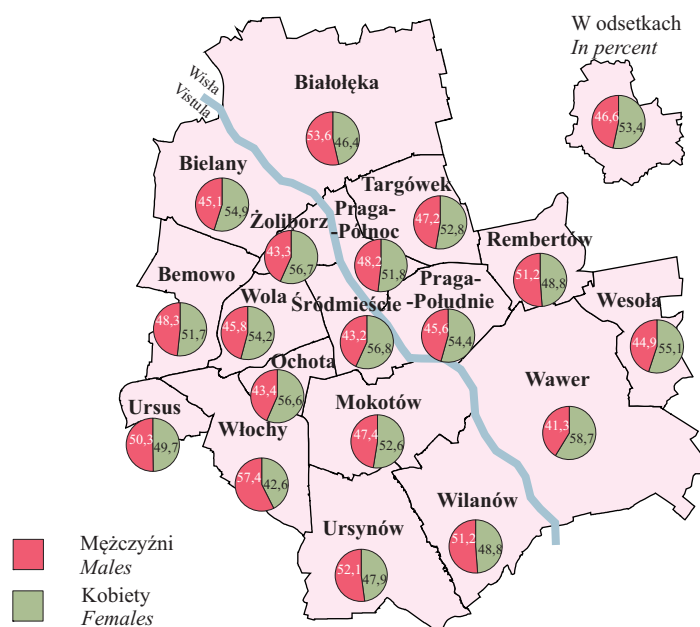 W odsetkach
In percent
46,6
53,4
Wisła
Vistula
Białołęka
53,6
46,4
Bielany
45,1
54,9
Targówek
47,2
52,8
Żoliborz
43,3
56,7
Praga-
-Północ
48,2
51,8
Rembertów
51,2
48,8
Bemowo
48,3
51,7
Wola
45,8
54,2
Śródmieście
43,2
56,8
Praga-
-Południe
45,6
54,4
Wesoła
44,9
55,1
Ochota
43,4
56,6
Ursus
50,3
49,7
Włochy
57,4
42,6
Mokotów
47,4
52,6
Wawer
41,3
58,7
Ursynów
52,1
47,9
Wilanów
51,2
48,8
Mężczyźni
Males
Kobiety
Females